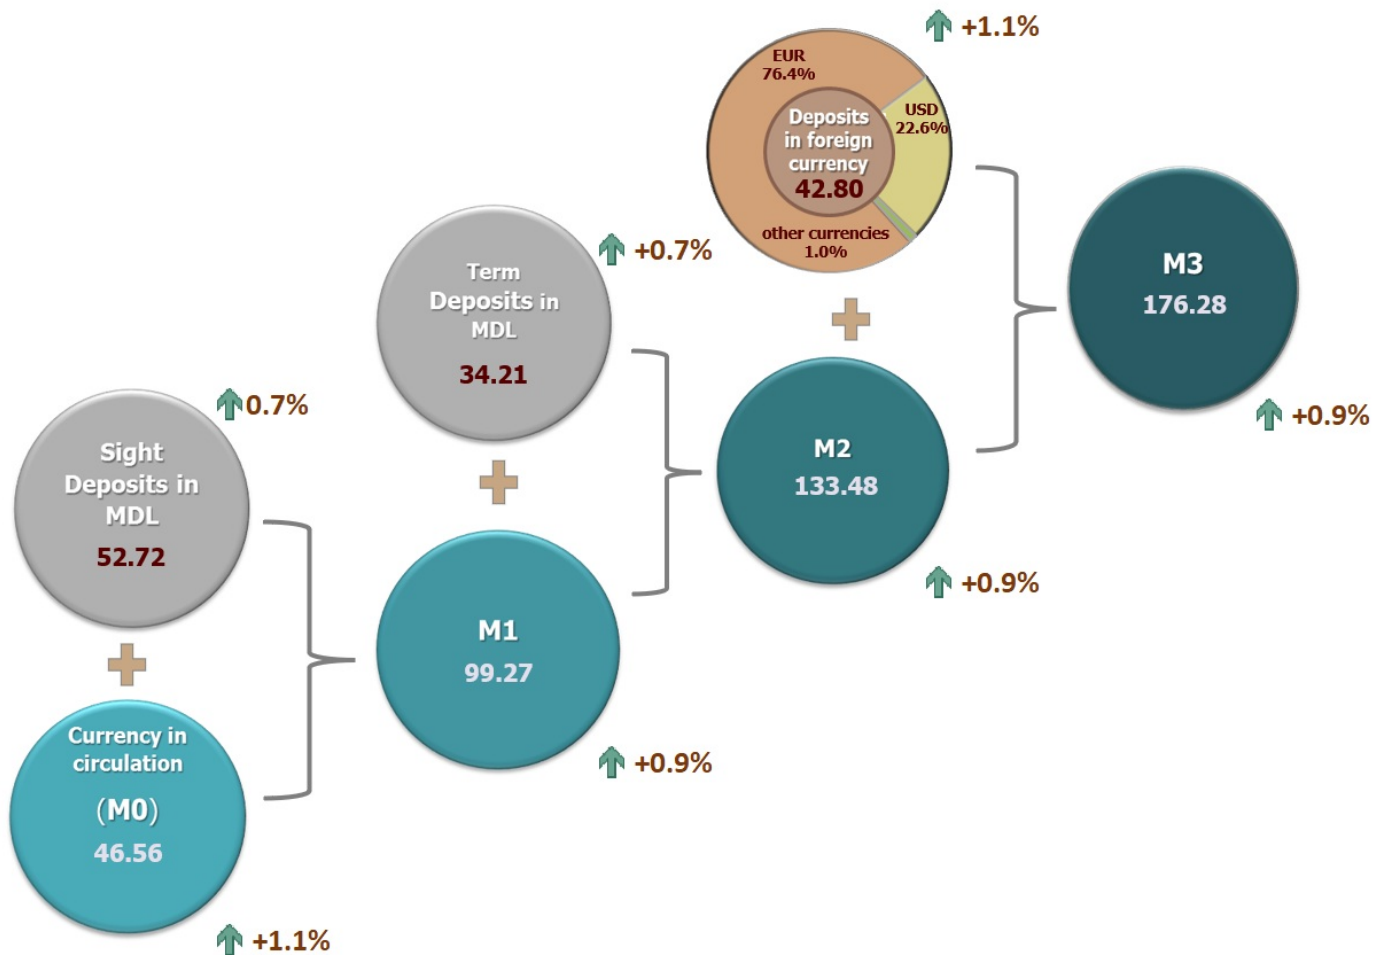 +1.1%
EUR
76.4%
USD
22.6%
Deposits
in foreign
currency
42.80
other currencies
1.0%
M3
176.28
+0.9%
+0.7%
Term
Deposits in
MDL
34.21
M2
133.48
+0.9%
0.7%
Sight
Deposits in
MDL
52.72
M1
99.27
+0.9%
Currency in
circulation
(M0)
46.56
+1.1%